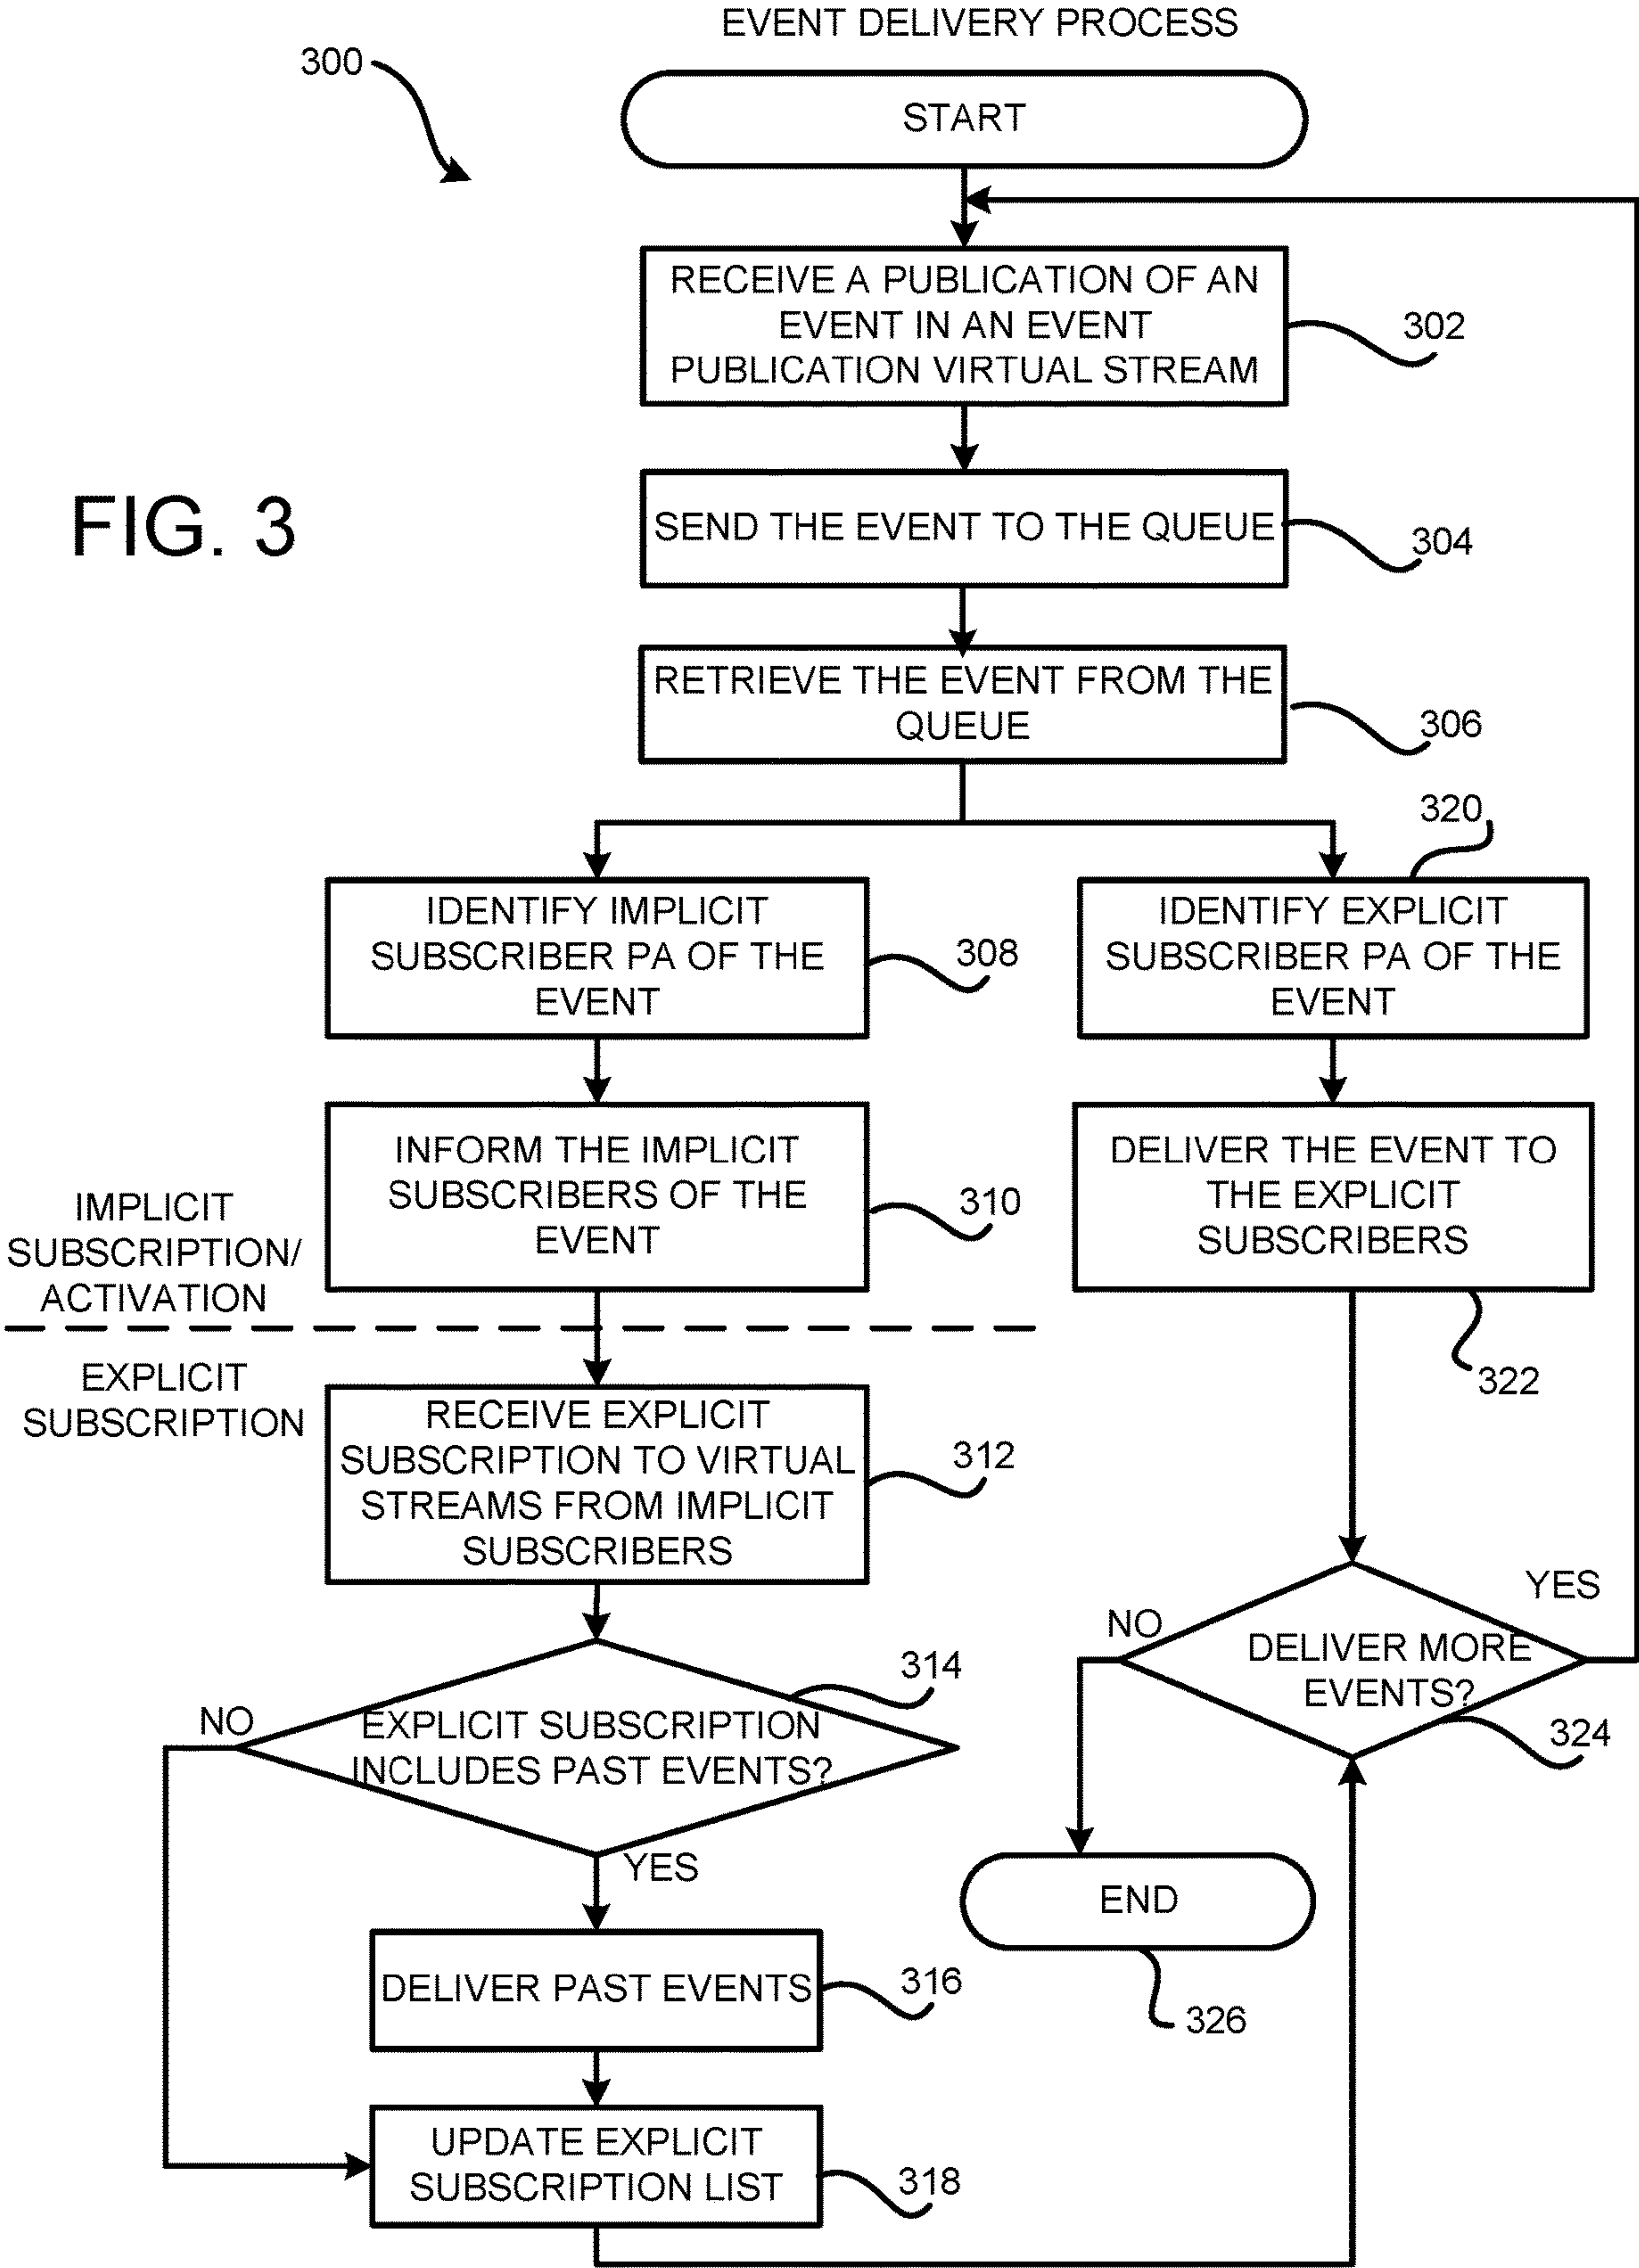 EVENT DELIVERY PROCESS
300
START
RECEIVE A PUBLICATION OF AN
EVENT IN AN EVENT
PUBLICATION VIRTUAL STREAM
302
FIG. 3
SEND THE EVENT TO THE QUEUE
304
RETRIEVE THE EVENT FROM THE
QUEUE
306
320
IDENTIFY IMPLICIT
SUBSCRIBER PA OF THE
EVENT
308
IDENTIFY EXPLICIT
SUBSCRIBER PA OF THE
EVENT
INFORM THE IMPLICIT
SUBSCRIBERS OF THE
EVENT
310
DELIVER THE EVENT TO
THE EXPLICIT
SUBSCRIBERS
322
IMPLICIT
SUBSCRIPTION/
ACTIVATION
EXPLICIT
SUBSCRIPTION
RECEIVE EXPLICIT
SUBSCRIPTION TO VIRTUAL
STREAMS FROM IMPLICIT
SUBSCRIBERS
312
314
NO
EXPLICIT SUBSCRIPTION
INCLUDES PAST EVENTS?
YES
NO
YES
DELIVER MORE
EVENTS?
324
END
326
DELIVER PAST EVENTS
316
UPDATE EXPLICIT
SUBSCRIPTION LIST
318